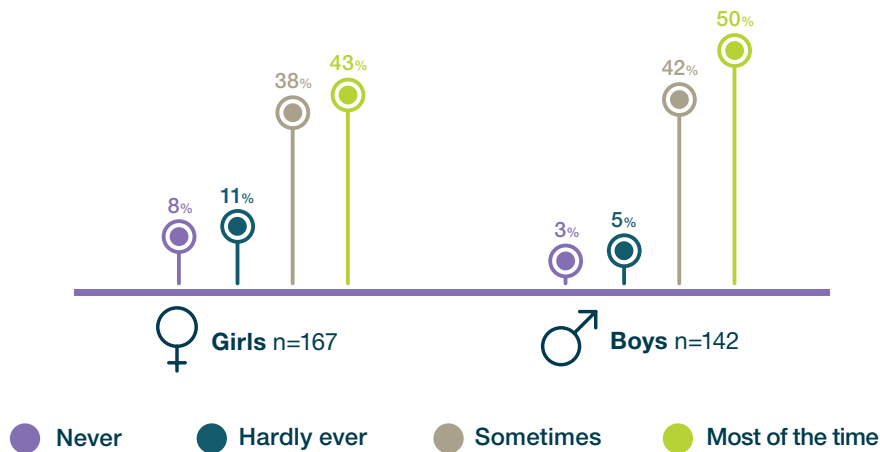 50%
43%
42%
38%
11%
8%
5%
3%
Girls n=167
Boys n=142
Never
Hardly ever
Sometimes
Most of the time